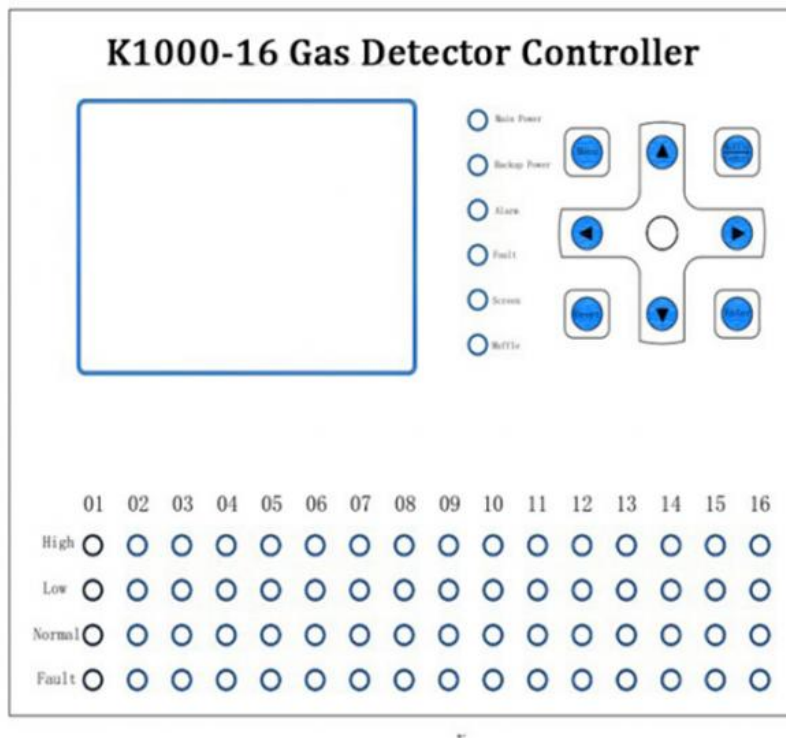 K1000-16 Gas Detector Controller
Main Power
Menu
Backup Power
Alarm
Fault
Screen
Reset
Enter
Muffle
01 02 03 04 05 06 07 08 09 10 11 12 13 14 15 16
High
Low
Normal
Fault